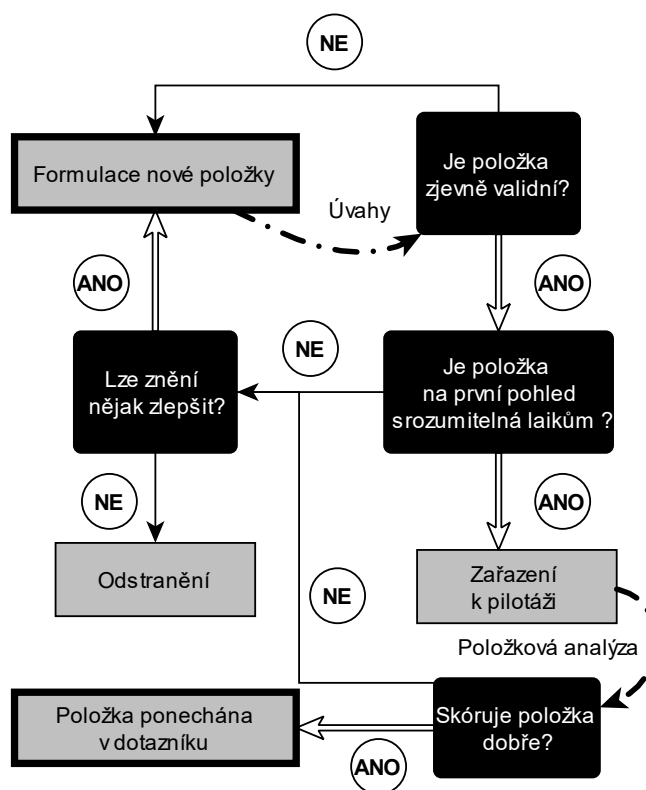 NE
Formulace nové položky
Je položka
zjevně validní?
Úvahy
ANO
ANO
NE
Lze znění
nějak zlepšit?
Je položka
na první pohled
srozumitelná laikům ?
NE
ANO
Odstranění
Zařazení
k pilotáži
NE
Položková analýza
Položka ponechána
v dotazníku
Skóruje položka
dobře?
ANO